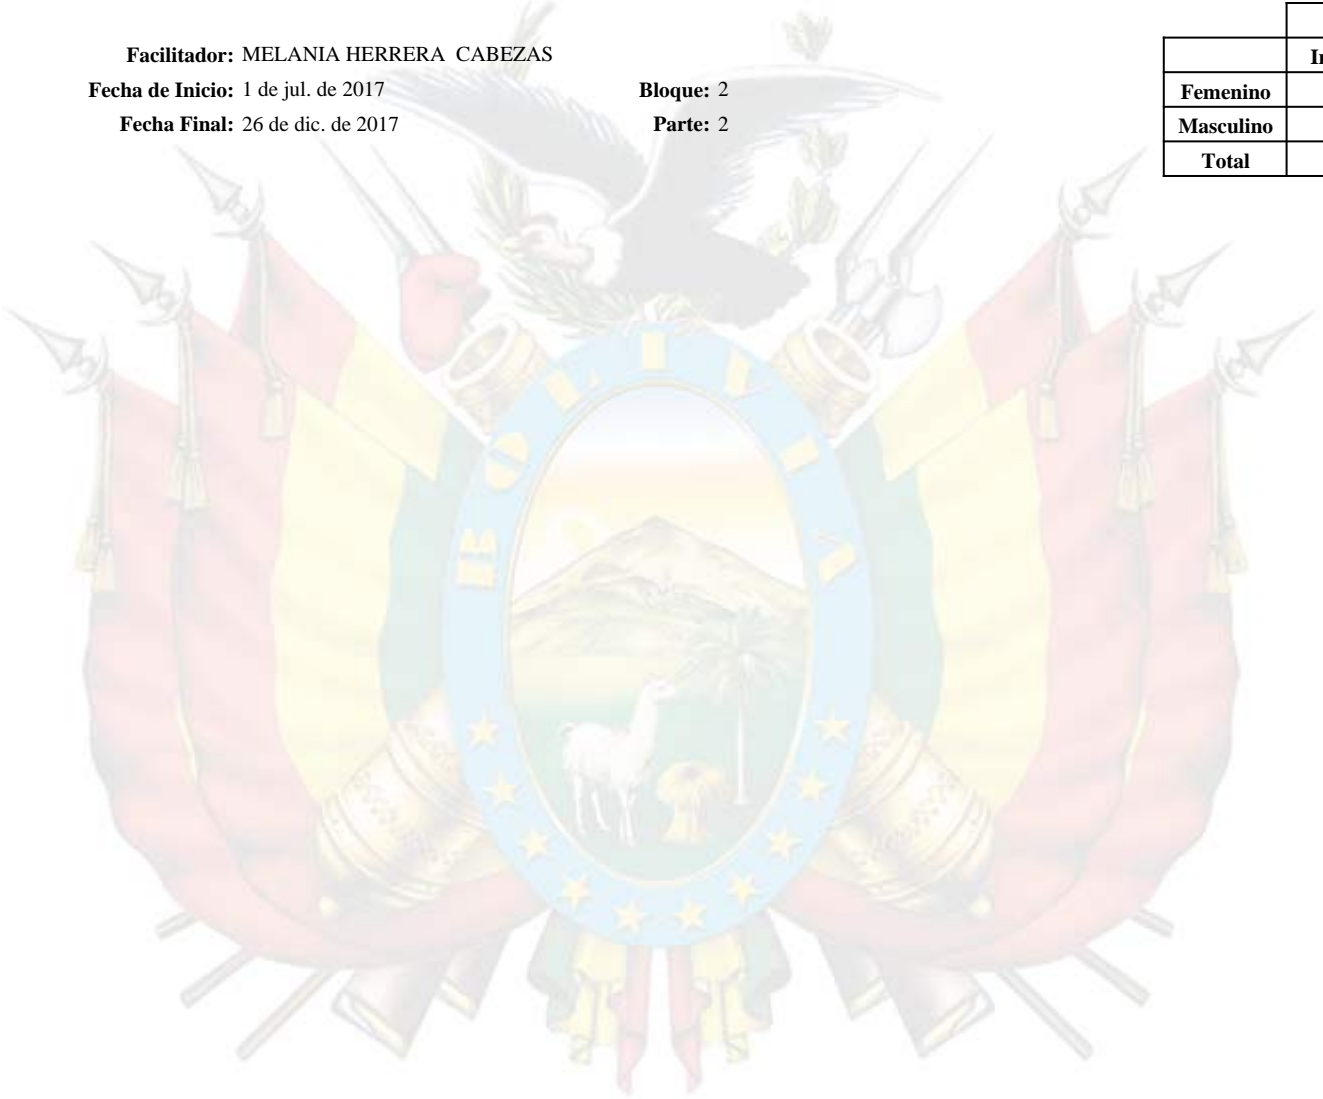 Facilitador: MELANIA HERRERA CABEZAS
Fecha de Inicio: 1 de jul. de 2017 Bloque: 2
Fecha Final: 26 de dic. de 2017 Parte: 2
Femenino
Masculino
Total
BOLIVIA